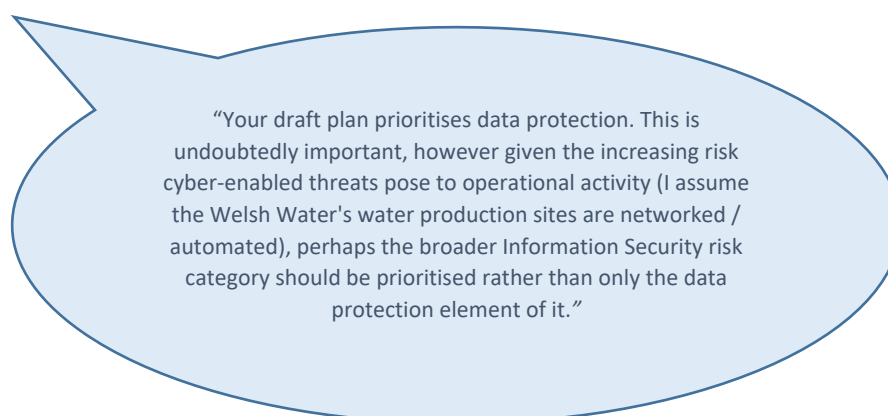 “Your draft plan prioritises data protection. This is
undoubtedly important, however given the increasing risk
cyber-enabled threats pose to operational activity (I assume
the Welsh Water's water production sites are networked /
automated), perhaps the broader Information Security risk
category should be prioritised rather than only the data
protection element of it.”